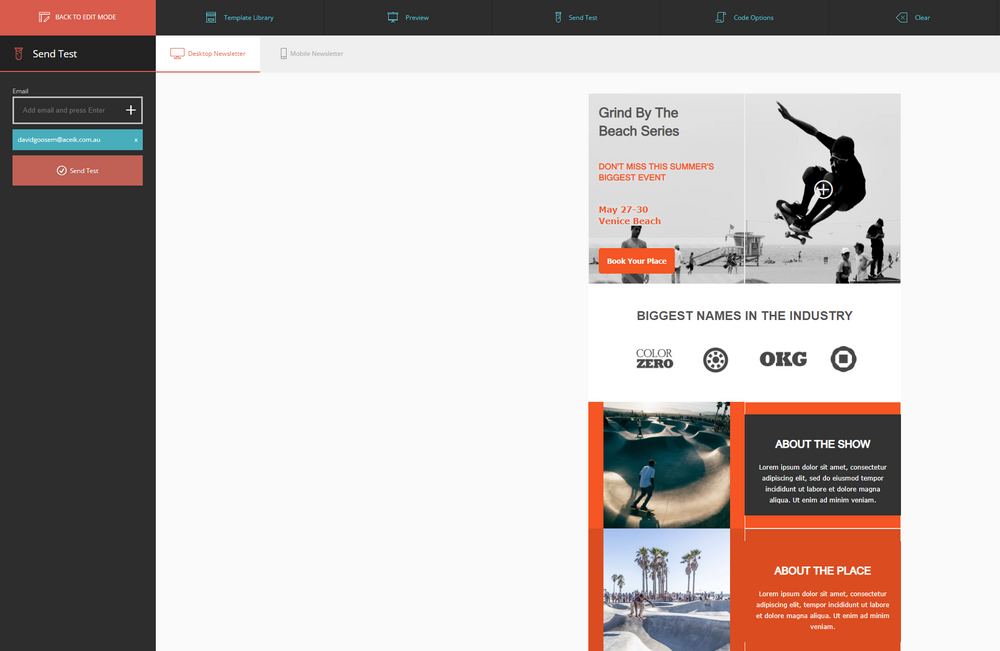 BACK TO EDIT MODE
Template Library
Preview
Send Test
Code Options
Clear
Send Test
Desktop Newsletter
Mobile Newsletter
Email
Add email and press Enter
davidgoosem@aceik.com.au
x
Send Test
Grind By The
Beach Series
DON'T MISS THIS SUMMER'S
BIGGEST EVENT
May 27-30
Venice Beach
Book Your Place
BIGGEST NAMES IN THE INDUSTRY
COLOR
ZERO
OKG
ABOUT THE SHOW
Lorem ipsum dolor sit amet, consectetur
adipiscing elit, sed do eiusmod tempor
incididunt ut labore et dolore magna
aliqua. Ut enim ad minim veniam.
ABOUT THE PLACE
Lorem ipsum dolor sit amet, consectetur
adipiscing elit, tempor incididunt ut labore
et dolore magna aliqua. Ut enim ad minim
veniam.